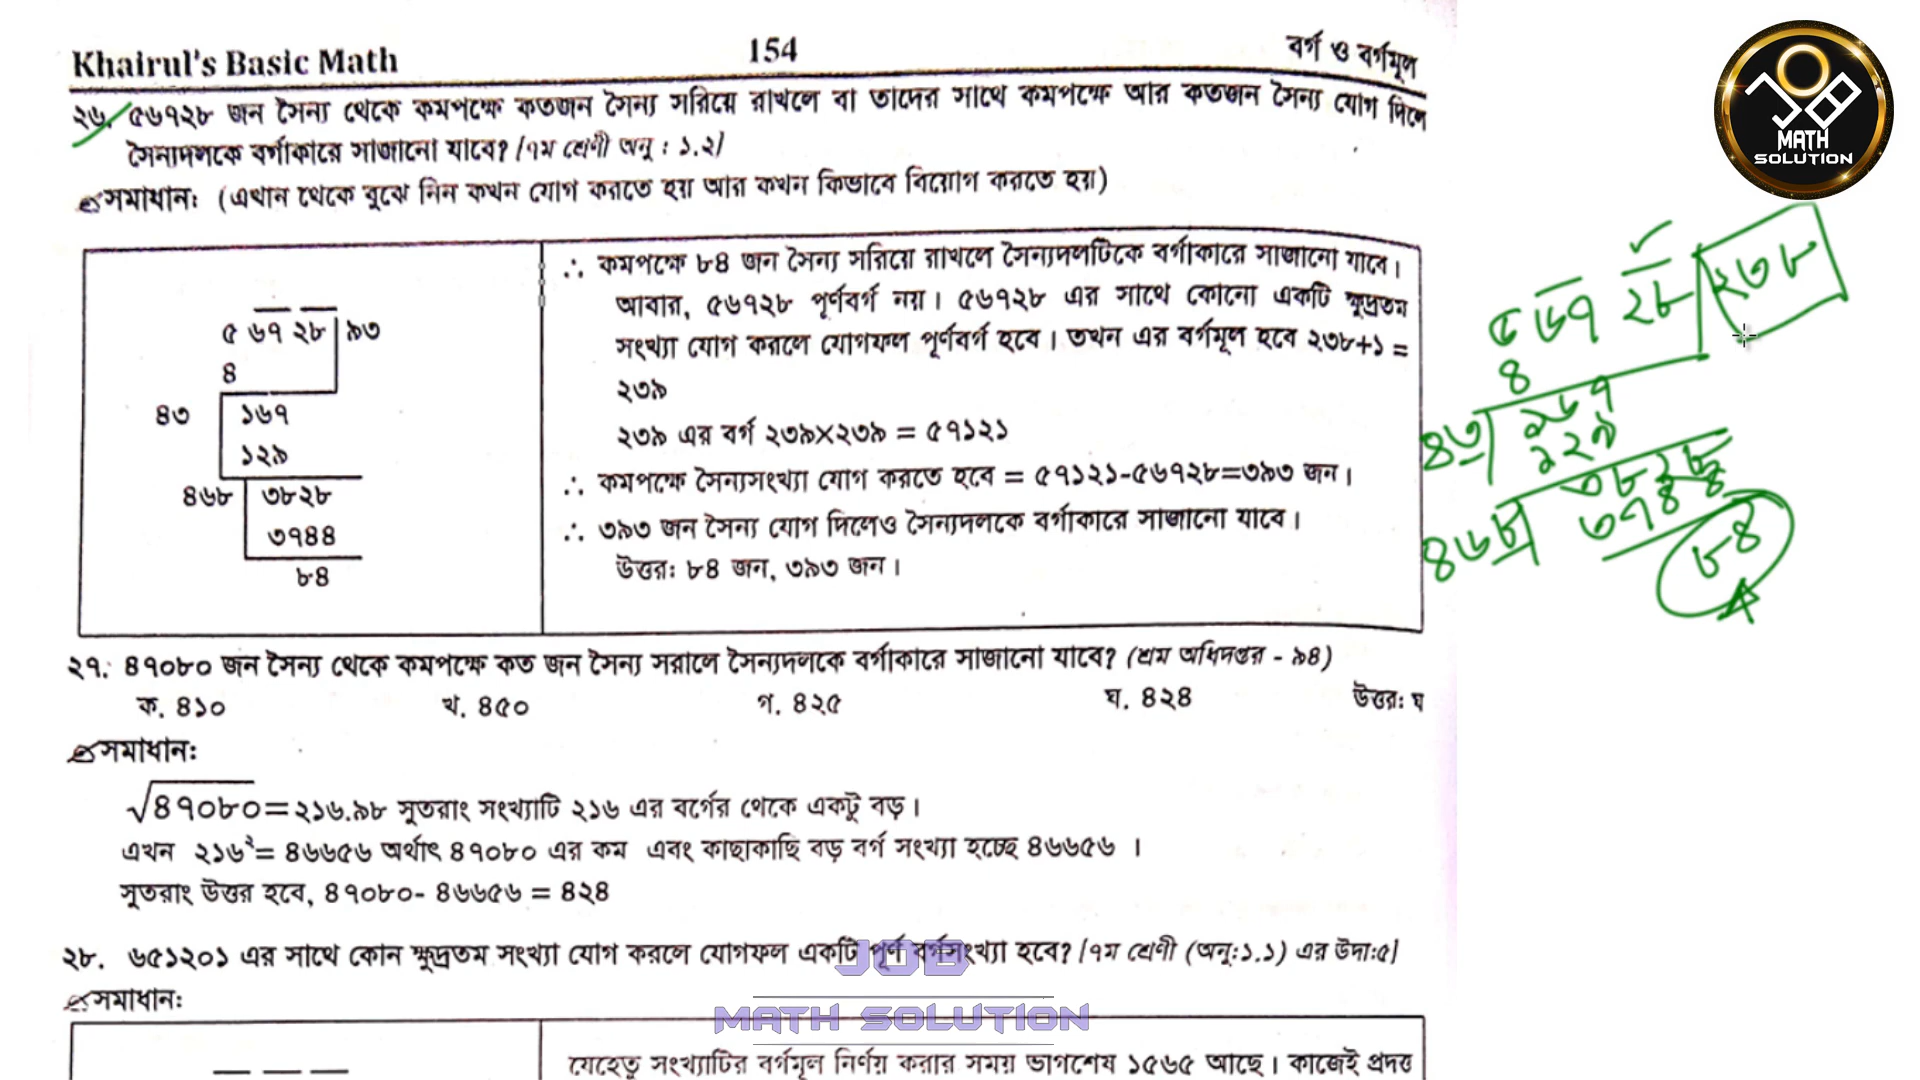 Khairul's Basic Math 154 বর্গ ও বর্গমূল
২৬. ৫৬৭২৮ জন সৈন্য থেকে কমপক্ষে কতজন সৈন্য সরিয়ে রাখলে বা তাদের সাথে কমপক্ষে আর কতজন সৈন্য যোগ দিলে
সৈন্যদলকে বর্গাকারে সাজানো যাবে? [৭ম শ্রেণী অনু : ১.২]
সমাধান: (এখান থেকে বুঝে নিন কখন যোগ করতে হয় আর কখন কিভাবে বিয়োগ করতে হয়)
৫ ৬৭ ২৮ ৯৩
৪
৪৩ ১৬৭
১২৯
৪৬৮ ৩৮২৮
৩৭৪৪
৮৪
∴ কমপক্ষে ৮৪ জন সৈন্য সরিয়ে রাখলে সৈন্যদলটিকে বর্গাকারে সাজানো যাবে।
আবার, ৫৬৭২৮ পূর্ণবর্গ নয়। ৫৬৭২৮ এর সাথে কোনো একটি ক্ষুদ্রতম
সংখ্যা যোগ করলে যোগফল পূর্ণবর্গ হবে। তখন এর বর্গমূল হবে ২৩৮+১ =
২৩৯
২৩৯ এর বর্গ ২৩৯×২৩৯ = ৫৭১২১
∴ কমপক্ষে সৈন্যসংখ্যা যোগ করতে হবে = ৫৭১২১-৫৬৭২৮=৩৯৩ জন।
∴ ৩৯৩ জন সৈন্য যোগ দিলেও সৈন্যদলকে বর্গাকারে সাজানো যাবে।
উত্তর: ৮৪ জন, ৩৯৩ জন।
MATH
SOLUTION
৫ ৬৭ ২৮ ২৩৮
৪
৪৩ ১৬৭
১২৯
৩৮২৮
৪৬৮ ৩৭৪৪
৮৪
২৭. ৪৭০৮০ জন সৈন্য থেকে কমপক্ষে কত জন সৈন্য সরালে সৈন্যদলকে বর্গাকারে সাজানো যাবে? (শ্রম অধিদপ্তর - ৯৪)
ক. ৪১০ খ. ৪৫০ গ. ৪২৫ ঘ. ৪২৪ উত্তর: ঘ
সমাধান:
√৪৭০৮০ = ২১৬.৯৮ সুতরাং সংখ্যাটি ২১৬ এর বর্গের থেকে একটু বড়।
এখন ২১৬²= ৪৬৬৫৬ অর্থাৎ ৪৭০৮০ এর কম এবং কাছাকাছি বড় বর্গ সংখ্যা হচ্ছে ৪৬৬৫৬ ।
সুতরাং উত্তর হবে, ৪৭০৮০- ৪৬৬৫৬ = ৪২৪
২৮. ৬৫১২০১ এর সাথে কোন ক্ষুদ্রতম সংখ্যা যোগ করলে যোগফল একটি পূর্ণ বর্গসংখ্যা হবে? [৭ম শ্রেণী (অনু:১.১) এর উদা:৫]
সমাধান:
JOB
MATH SOLUTION
যেহেতু সংখ্যাটির বর্গমূল নির্ণয় করার সময় ভাগশেষ ১৫৬৫ আছে। কাজেই প্রদত্ত